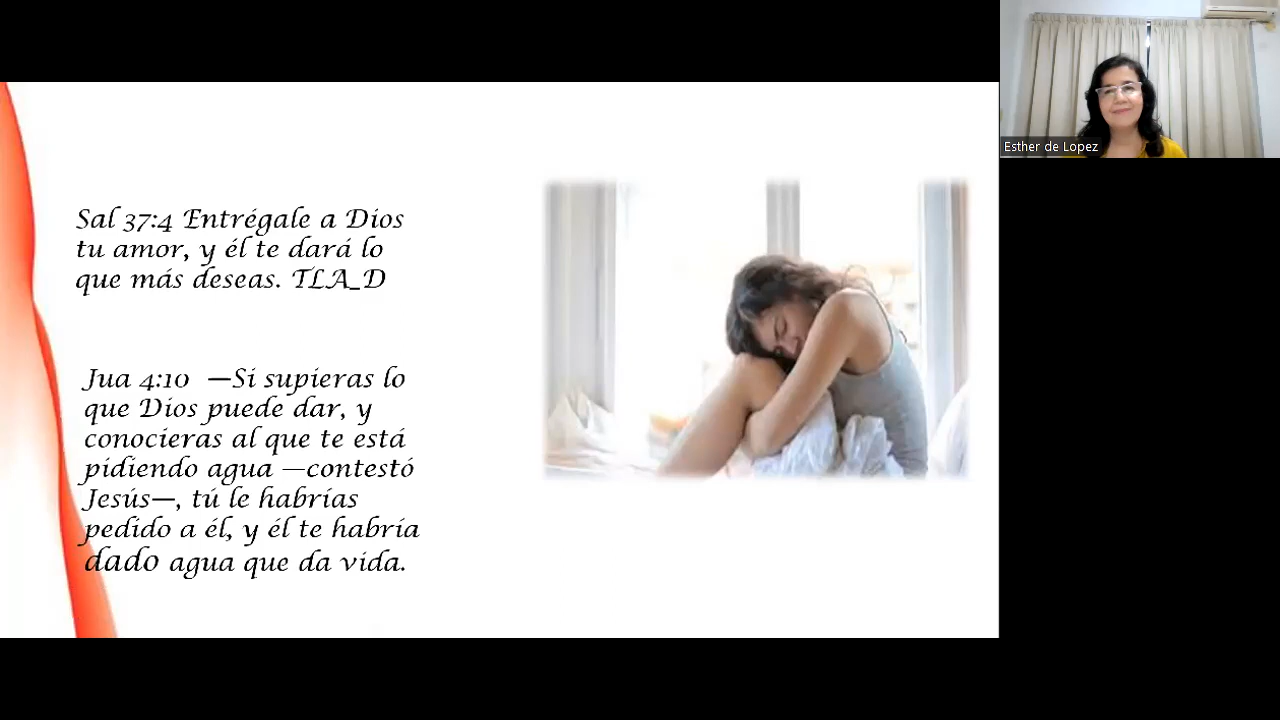 Sal 37:4 Entrégale a Dios
tu amor, y él te dará lo
que más deseas. TLA_D
Jua 4:10 —Si supieras lo
que Dios puede dar, y
conocieras al que te está
pidiendo agua —contestó
Jesús—, tú le habrías
pedido a él, y él te habría
dado agua que da vida.
Esther de Lopez